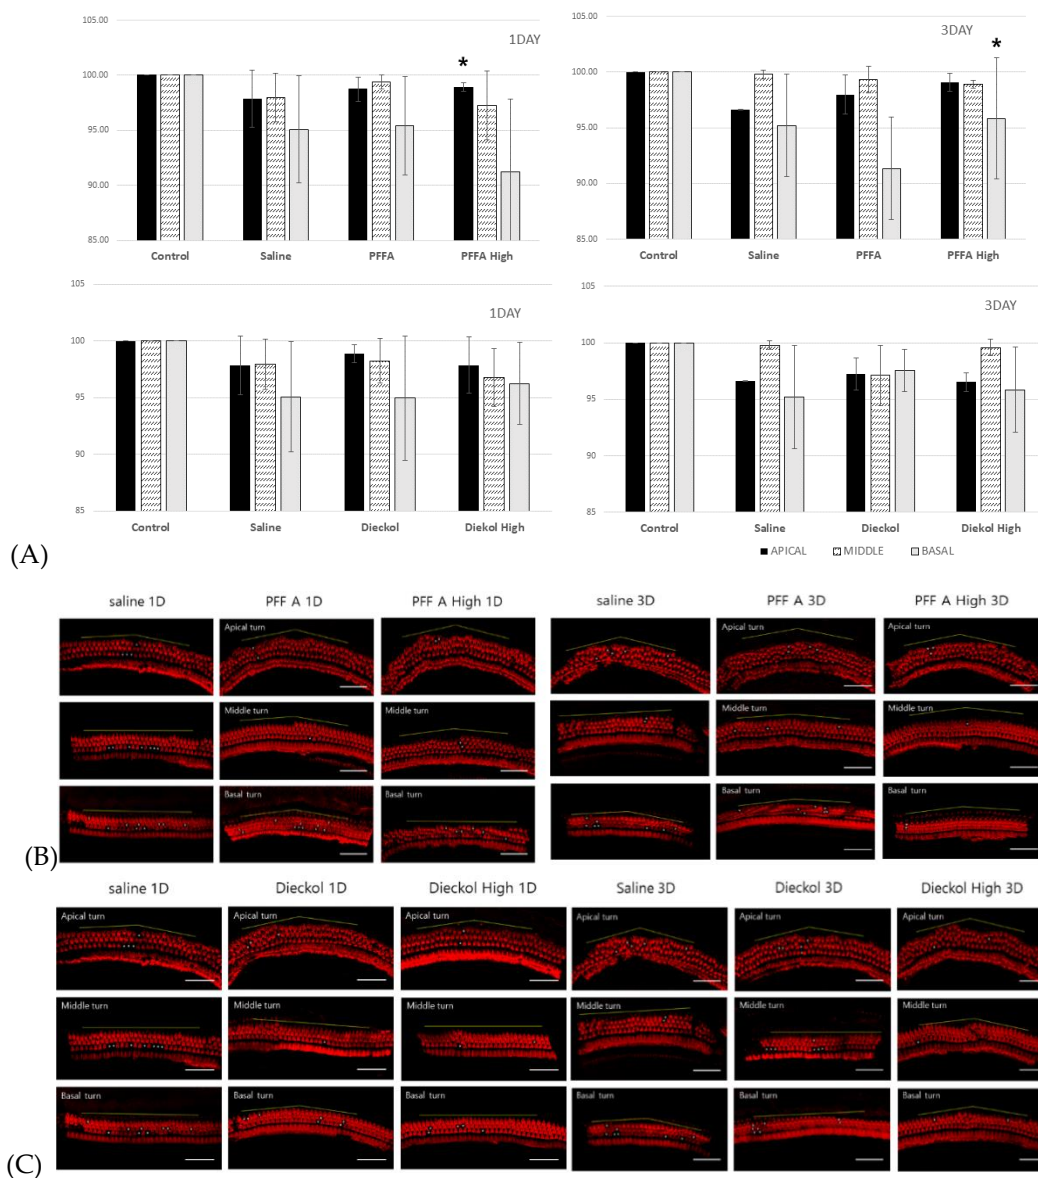 105.00
100.00
95.00
90.00
85.00
1DAY
*
Control Saline PFFA PFFA High
105.00
100.00
95.00
90.00
85.00
3DAY
*
Control Saline PFFA PFFA High
105
100
95
90
85
1DAY
Control Saline Dieckol Diekol High
105
100
95
90
85
3DAY
Control Saline Dieckol Diekol High
APICAL MIDDLE BASAL
(A)
saline 1D PFF A 1D PFF A High 1D saline 3D PFF A 3D PFF A High 3D
Apical turn Apical turn Apical turn
Middle turn Middle turn Middle turn Middle turn
Basal turn Basal turn Basal turn Basal turn
(B)
saline 1D Dieckol 1D Dieckol High 1D Saline 3D Dieckol 3D Dieckol High 3D
Apical turn Apical turn Apical turn Apical turn Apical turn Apical turn
Middle turn Middle turn Middle turn Middle turn Middle turn Middle turn
Basal turn Basal turn Basal turn Basal turn Basal turn Basal turn
(C)